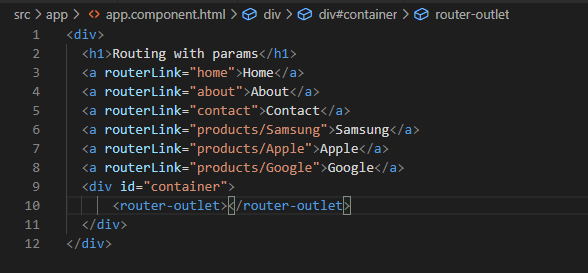 src > app > <> app.component.html > div > div#container > router-outlet
1 <div>
2 <h1>Routing with params</h1>
3 <a routerLink="home">Home</a>
4 <a routerLink="about">About</a>
5 <a routerLink="contact">Contact</a>
6 <a routerLink="products/Samsung">Samsung</a>
7 <a routerLink="products/Apple">Apple</a>
8 <a routerLink="products/Google">Google</a>
9 <div id="container">
10 <router-outlet></router-outlet>
11 </div>
12 </div>